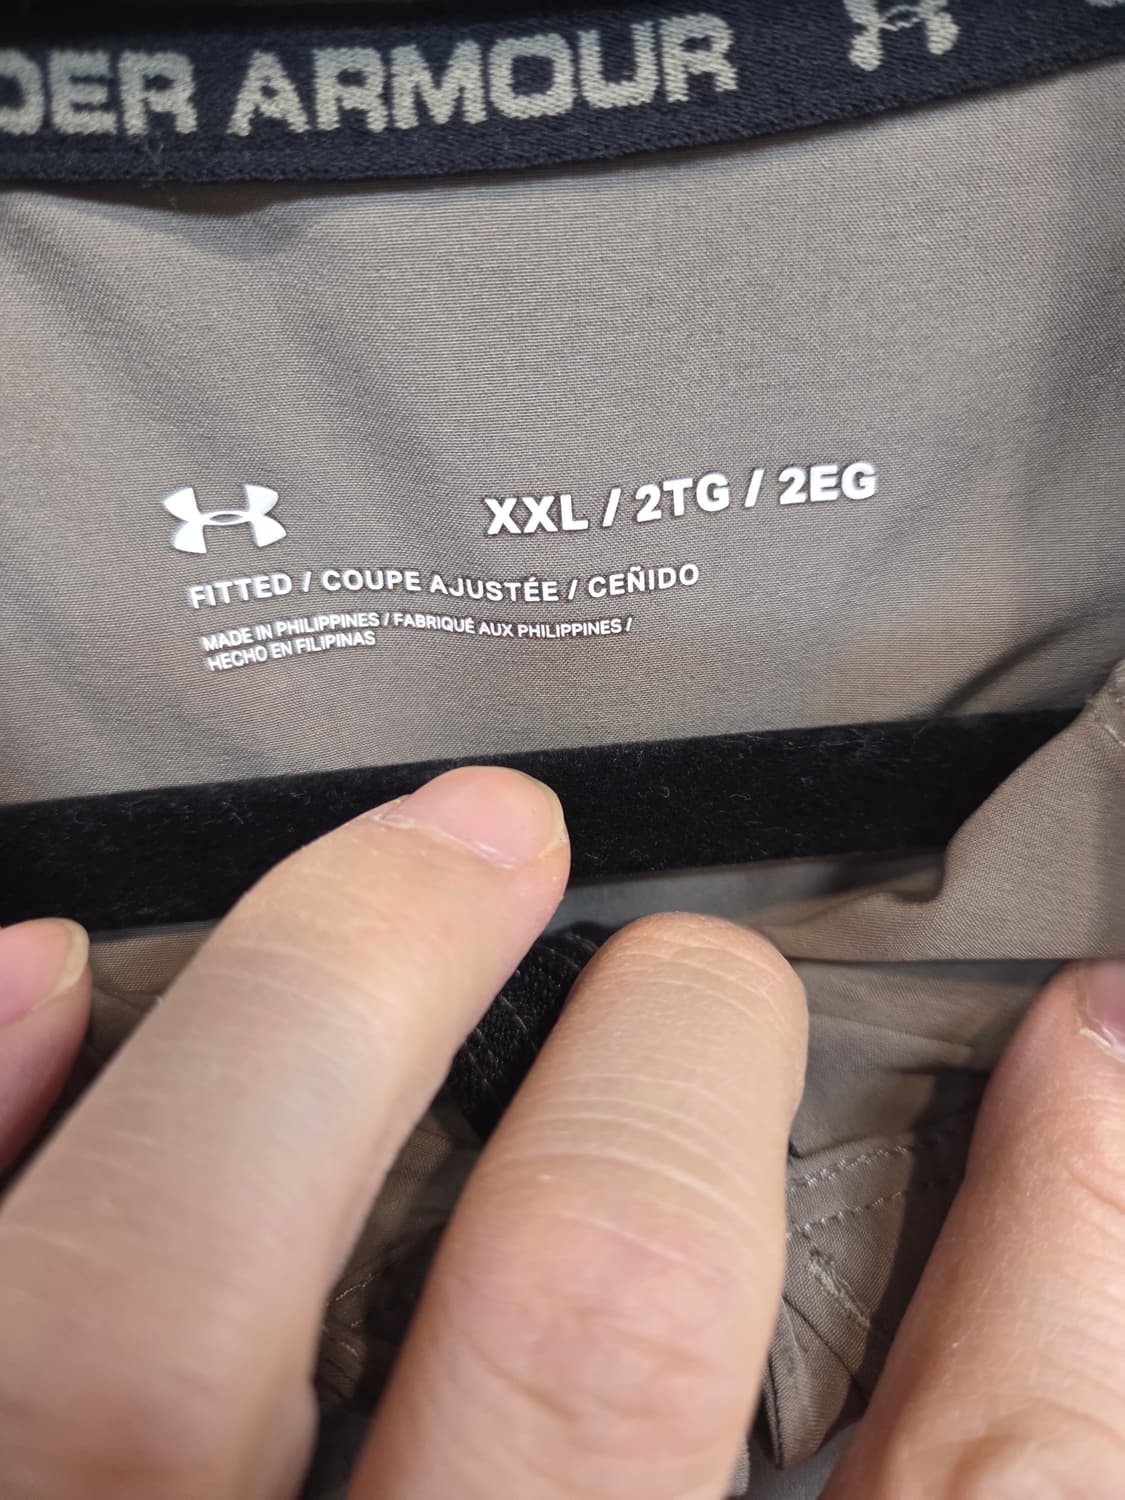 DER ARMOUR
XXL / 2TG / 2EG
FITTED / COUPE AJUSTÉE / CEÑIDO
MADE IN PHILIPPINES / FABRIQUÉ AUX PHILIPPINES /
HECHO EN FILIPINAS